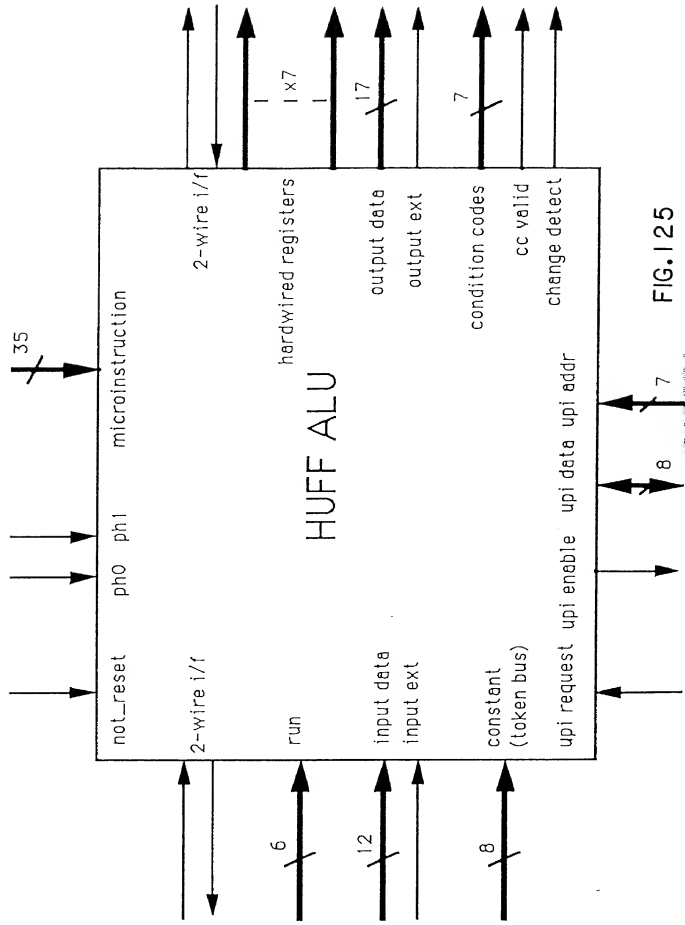 35
not_reset
ph0
ph1
microinstruction
2-wire i/f
2-wire i/f
6
run
hardwired registers
1x7
HUFF ALU
12
input data
output data
17
input ext
output ext
8
constant
(token bus)
condition codes
7
cc valid
upi request
upi enable
upi data
upi addr
change detect
8
7
FIG.125